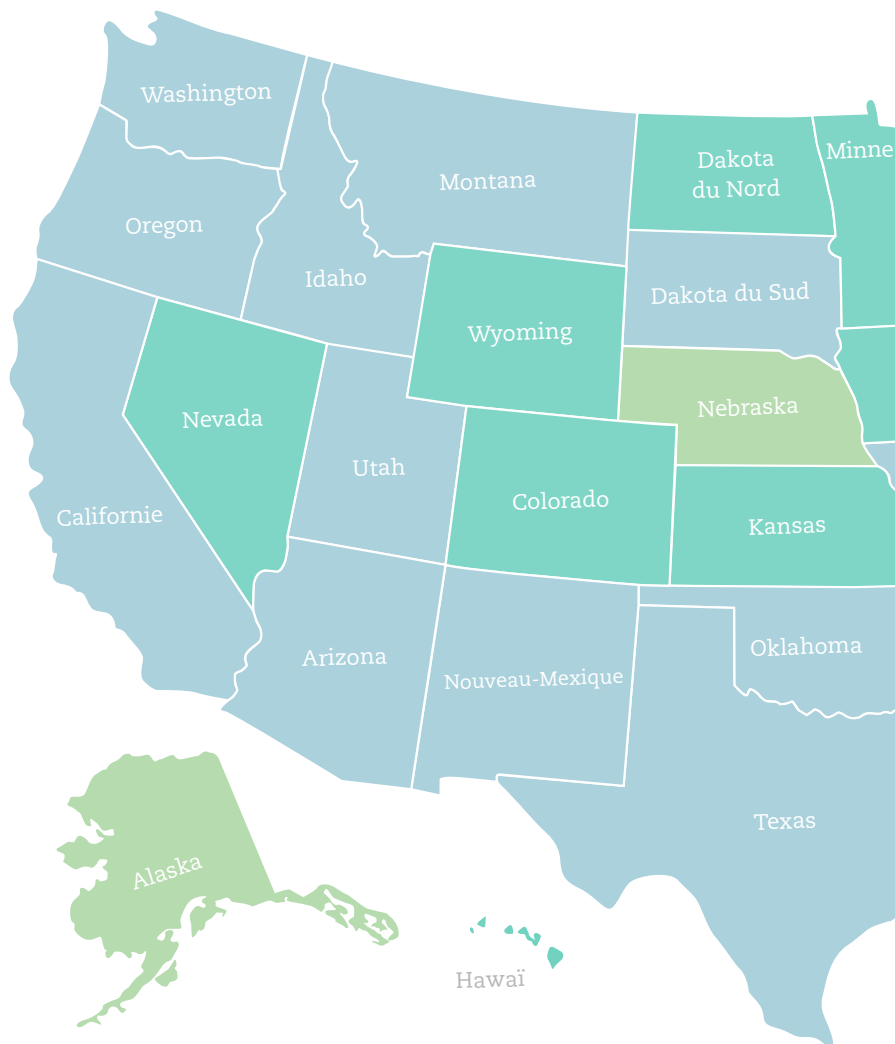 Washington
Dakota
du Nord
Minne
Montana
Oregon
Idaho
Dakota du Sud
Wyoming
Nebraska
Nevada
Utah
Colorado
Californie
Kansas
Arizona
Oklahoma
Nouveau-Mexique
Texas
Alaska
Hawaï